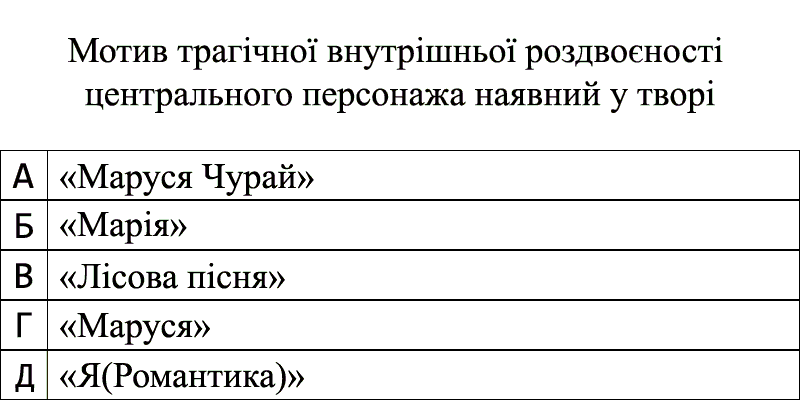 Мотив трагічної внутрішньої роздвоєності
центрального персонажа наявний у творі
А «Маруся Чурай»
Б «Марія»
В «Лісова пісня»
Г «Маруся»
Д «Я(Романтика)»